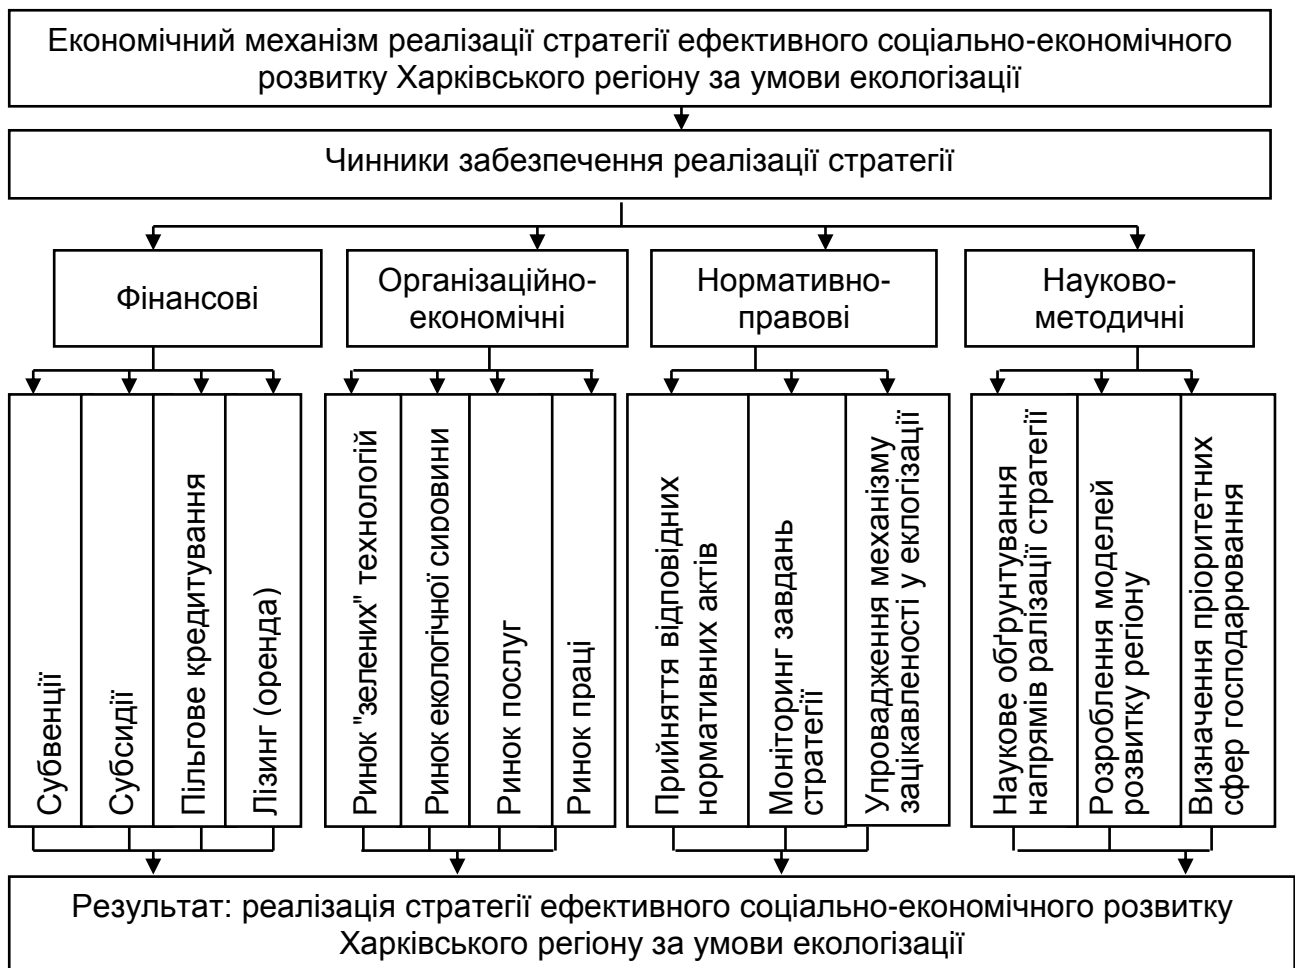 Економічний механізм реалізації стратегії ефективного соціально-економічного
розвитку Харківського регіону за умови екологізації
Чинники забезпечення реалізації стратегії
Фінансові
Організаційно-
економічні
Нормативно-
правові
Науково-
методичні
Субвенції
Субсидії
Пільгове кредитування
Лізинг (оренда)
Ринок "зелених" технологій
Ринок екологічної сировини
Ринок послуг
Ринок праці
Прийняття відповідних
нормативних актів
Моніторинг завдань
стратегії
Упровадження механізму
зацікавленості у еклогізації
Наукове обґрунтування
напрямів ралізації стратегії
Розроблення моделей
розвитку регіону
Визначення пріоритетних
сфер господарювання
Результат: реалізація стратегії ефективного соціально-економічного розвитку
Харківського регіону за умови екологізації